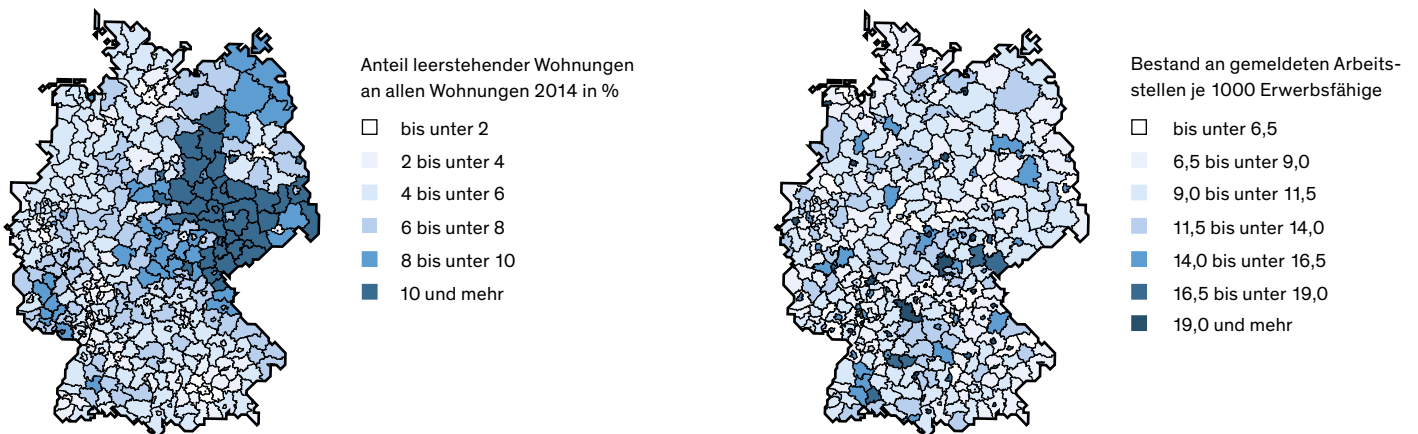 Anteil leerstehender Wohnungen
an allen Wohnungen 2014 in %
bis unter 2
2 bis unter 4
4 bis unter 6
6 bis unter 8
8 bis unter 10
10 und mehr
Bestand an gemeldeten Arbeits-
stellen je 1000 Erwerbsfähige
bis unter 6,5
6,5 bis unter 9,0
9,0 bis unter 11,5
11,5 bis unter 14,0
14,0 bis unter 16,5
16,5 bis unter 19,0
19,0 und mehr